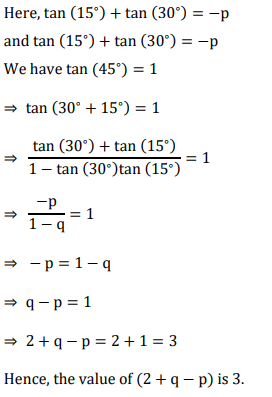 Here, tan (15°) + tan (30°) = −p
and tan (15°) + tan (30°) = −p
We have tan (45°) = 1
⇒ tan (30° + 15°) = 1
⇒ tan (30°) + tan (15°) / 1 − tan (30°)tan (15°) = 1
⇒ −p / 1 − q = 1
⇒ −p = 1 − q
⇒ q − p = 1
⇒ 2 + q − p = 2 + 1 = 3
Hence, the value of (2 + q − p) is 3.